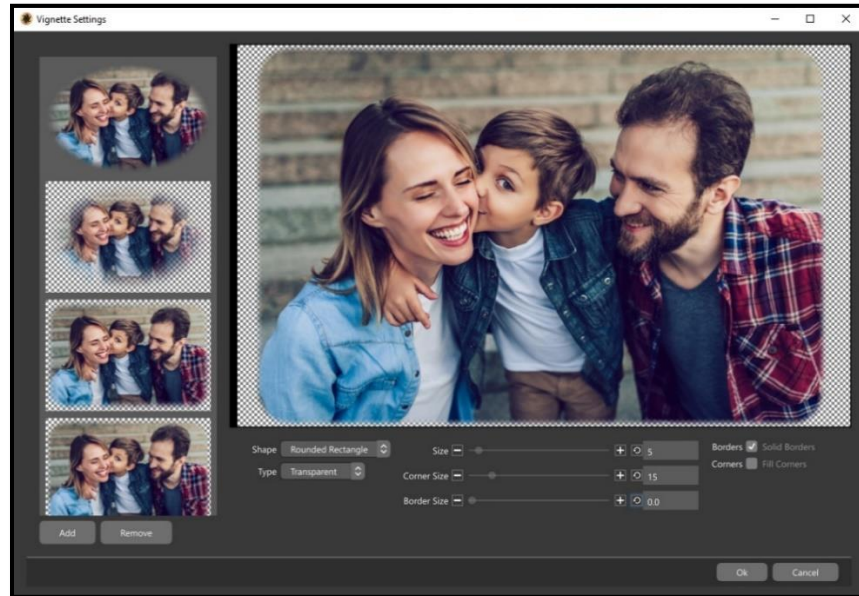 Vignette Settings
Shape Rounded Rectangle Size 5 Borders Solid Borders
Type Transparent Corner Size 15 Corners Fill Corners
Border Size 0.0
Add Remove
Ok Cancel